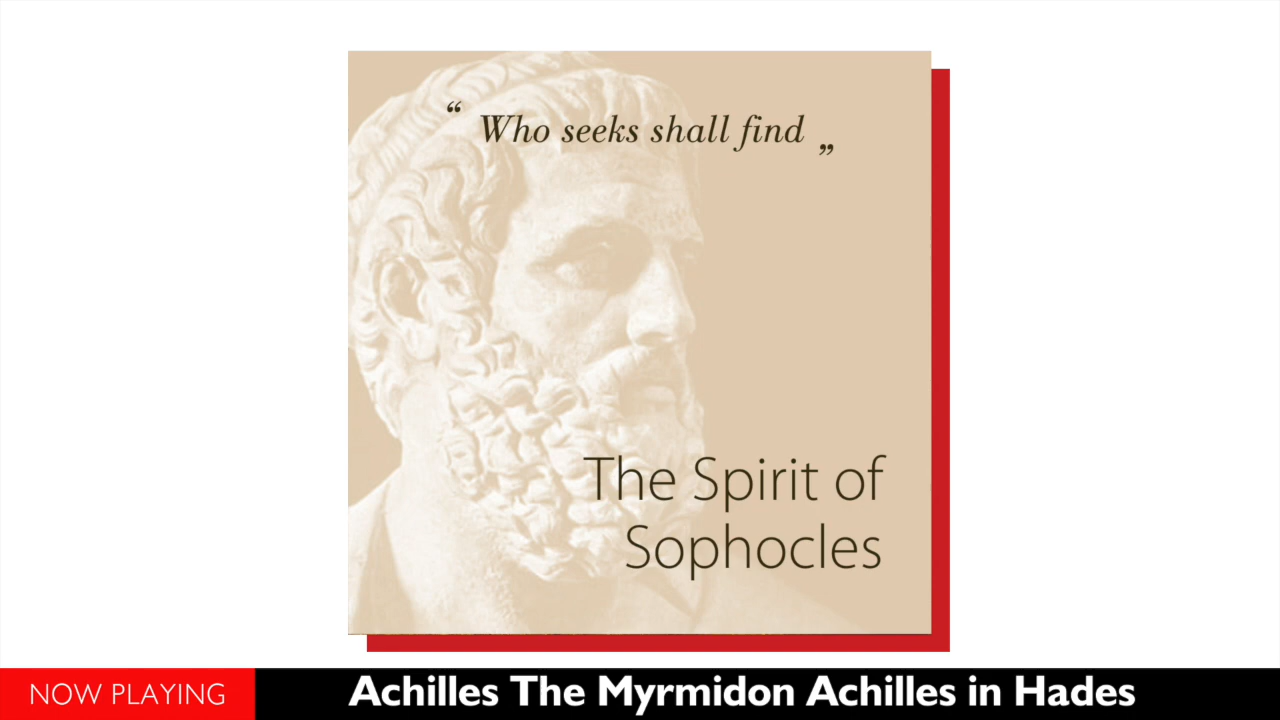 “ Who seeks shall find ”
The Spirit of
Sophocles
NOW PLAYING
Achilles The Myrmidon Achilles in Hades